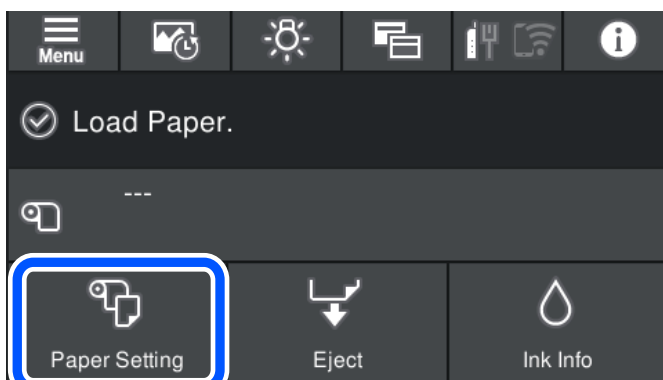 Menu
Load Paper.
---
Paper Setting
Eject
Ink Info